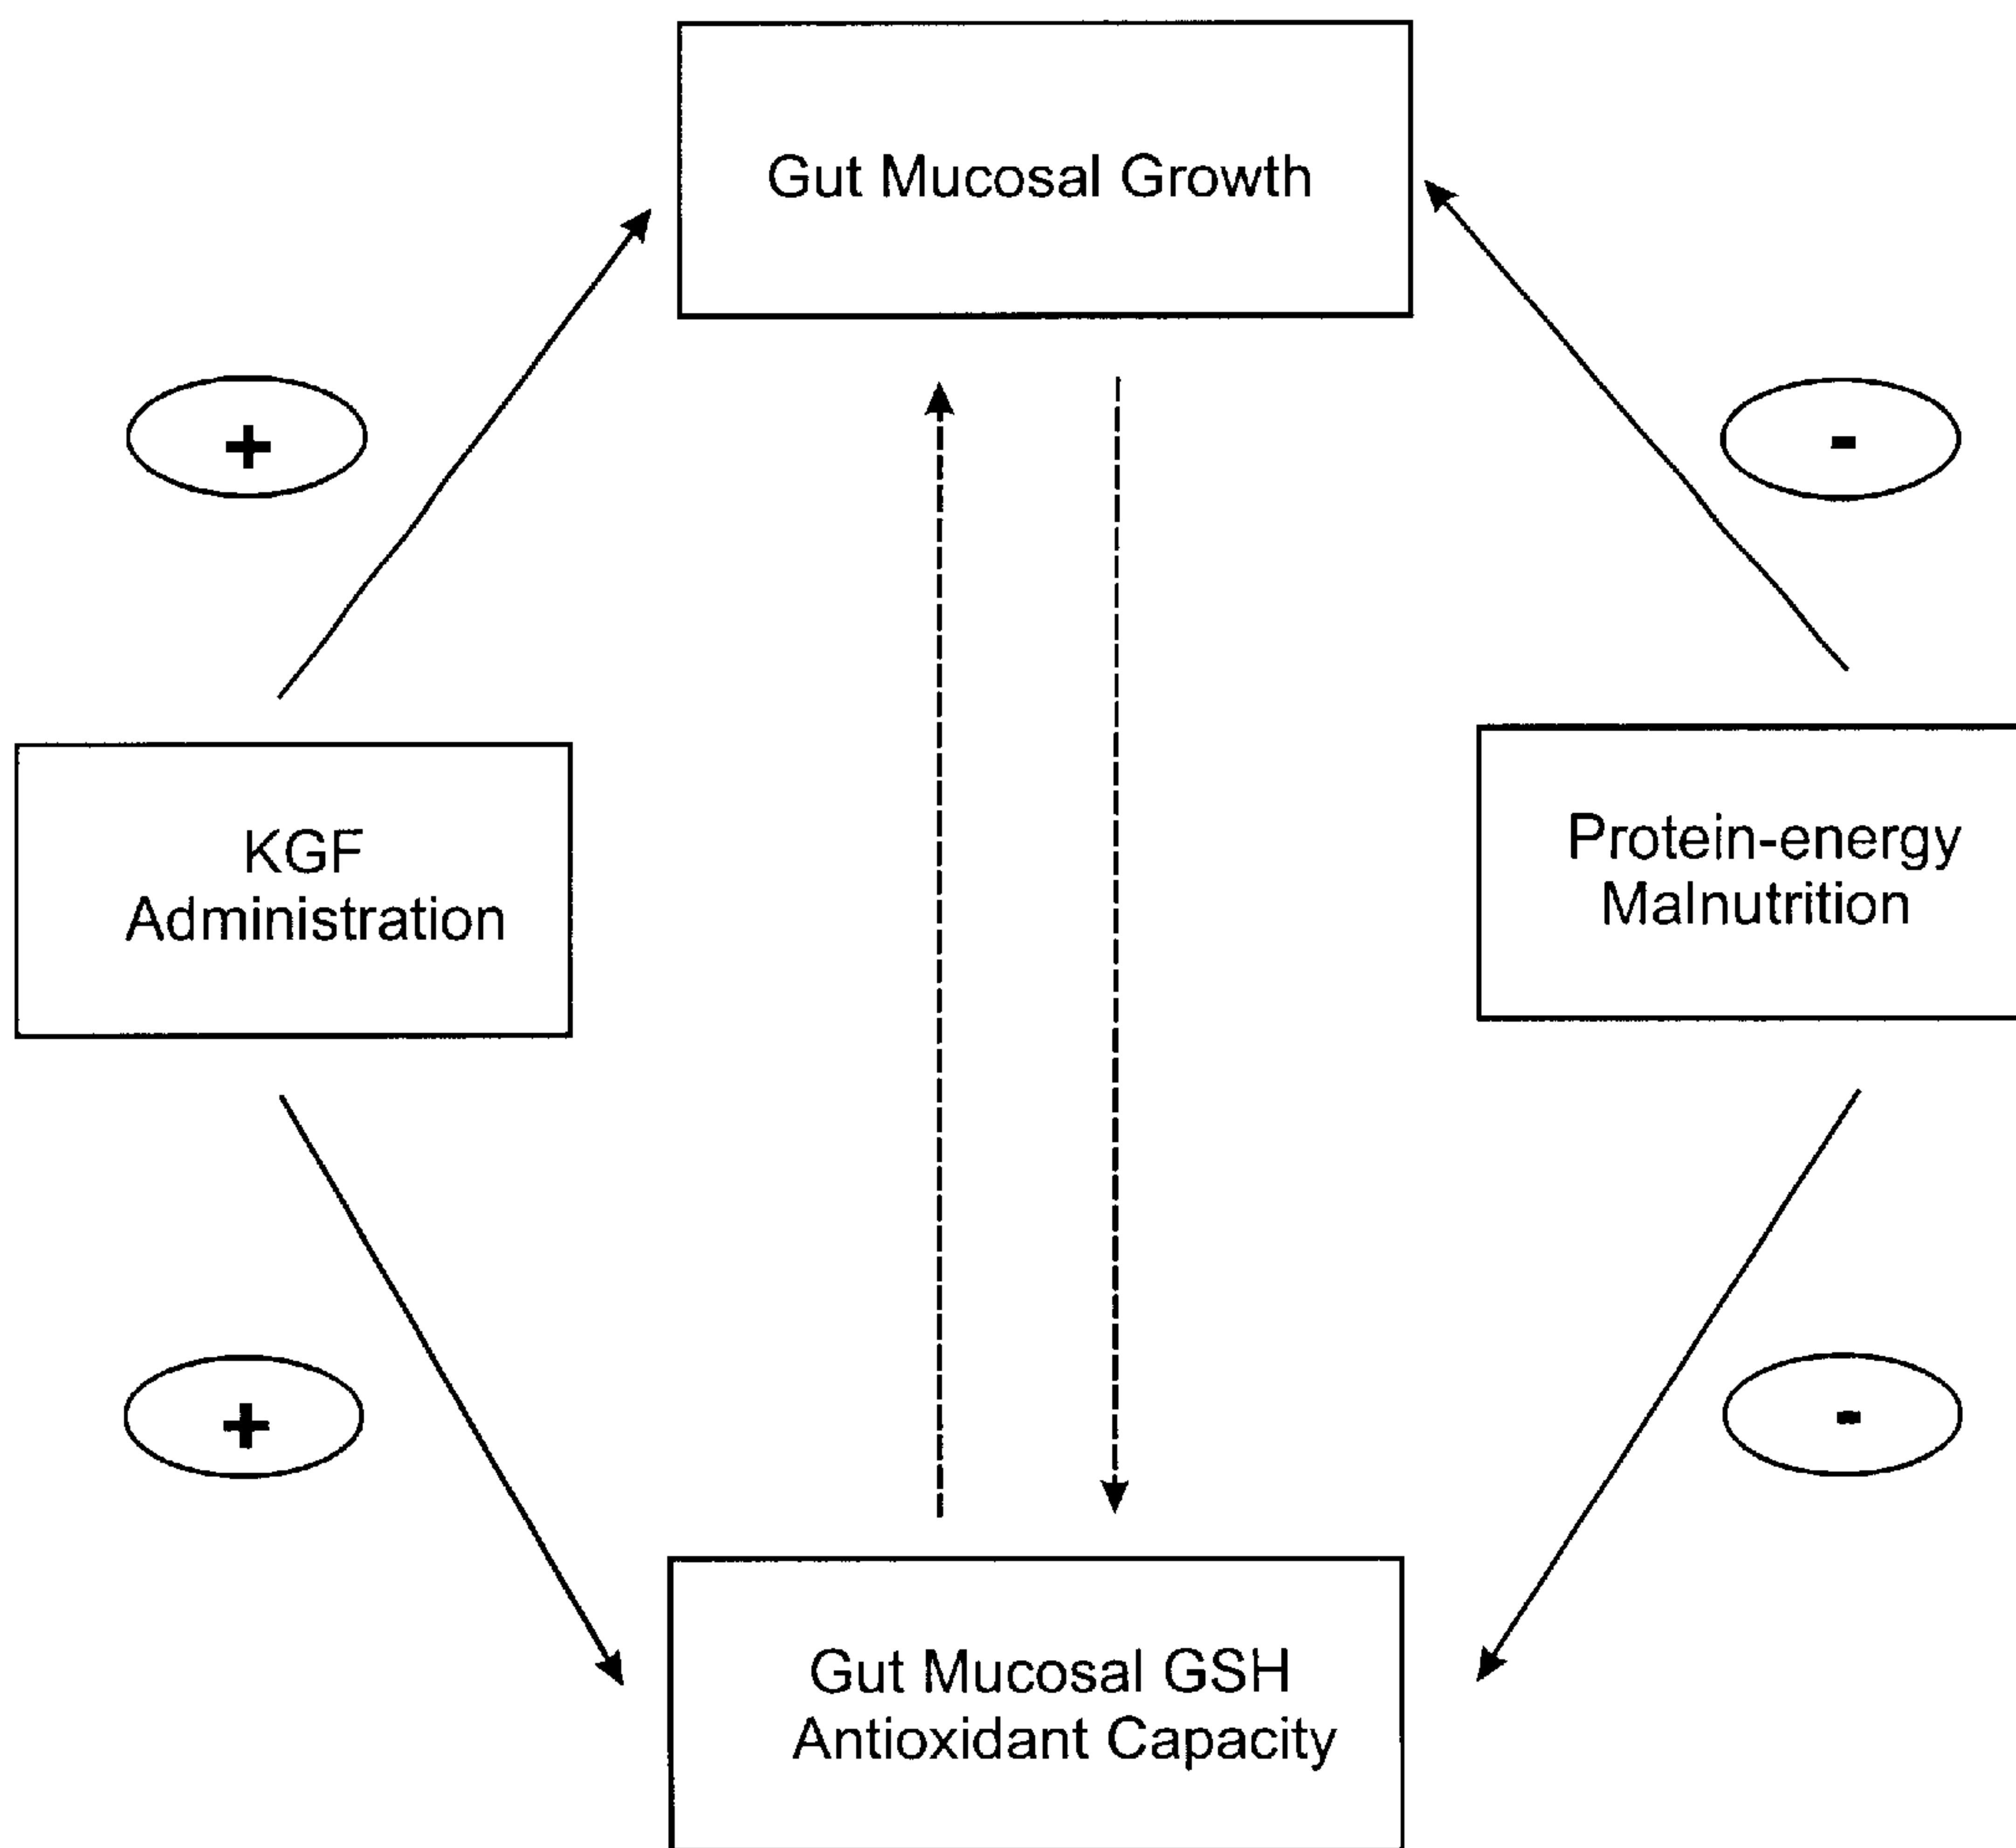 Gut Mucosal Growth
+
-
KGF
Administration
Protein-energy
Malnutrition
+
-
Gut Mucosal GSH
Antioxidant Capacity